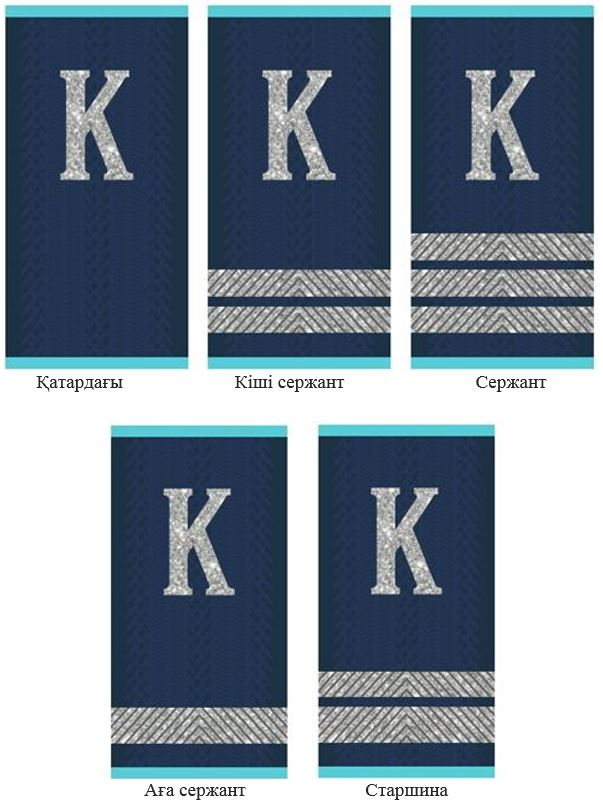 К К К
Қатардағы Кіші сержант Сержант
К К
Аға сержант Старшина